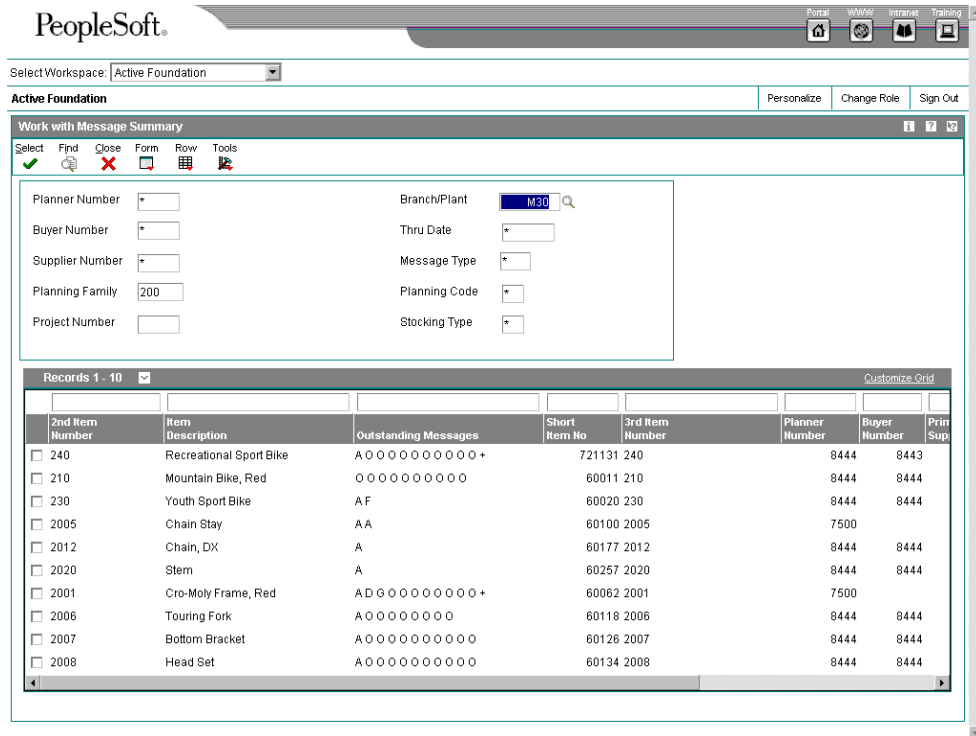 PeopleSoft®
Portal WWW Intranet Training
Select Workspace: Active Foundation
Active Foundation Personalize Change Role Sign Out
Work with Message Summary
Select Find Close Form Row Tools
Planner Number * Branch/Plant M30
Buyer Number * Thru Date *
Supplier Number * Message Type *
Planning Family 200 Planning Code *
Project Number Stocking Type *
Records 1 - 10 Customize Grid
2nd Item Item Short 3rd Item Planner Buyer Prim
Number Description Outstanding Messages Item No Number Number Number Sup
240 Recreational Sport Bike A O O O O O O O O O O + 721131 240 8444 8443
210 Mountain Bike, Red O O O O O O O O O O 60011 210 8444 8444
230 Youth Sport Bike A F 60020 230 8444 8444
2005 Chain Stay A A 60100 2005 7500
2012 Chain, DX A 60177 2012 8444 8444
2020 Stem A 60257 2020 8444 8444
2001 Cro-Moly Frame, Red A D G O O O O O O O O + 60062 2001 7500
2006 Touring Fork A O O O O O O O O 60118 2006 8444 8444
2007 Bottom Bracket A O O O O O O O O O O 60126 2007 8444 8444
2008 Head Set A O O O O O O O O O O 60134 2008 8444 8444